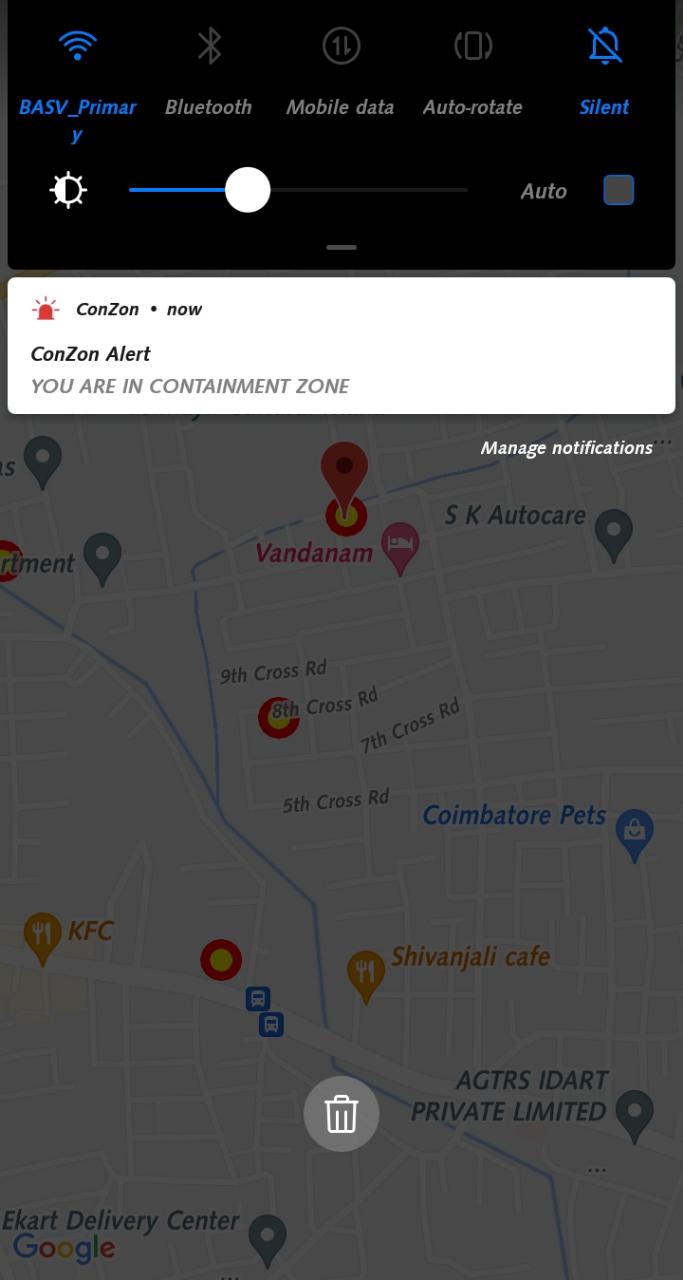 BASV_Primar
y
Bluetooth
Mobile data
Auto-rotate
Silent
Auto
ConZon • now
ConZon Alert
YOU ARE IN CONTAINMENT ZONE
Manage notifications
S K Autocare
Vandanam
rtment
9th Cross Rd
8th Cross Rd
7th Cross Rd
5th Cross Rd
Coimbatore Pets
KFC
Shivanjali cafe
AGTRS IDART
PRIVATE LIMITED
...
Ekart Delivery Center
Google